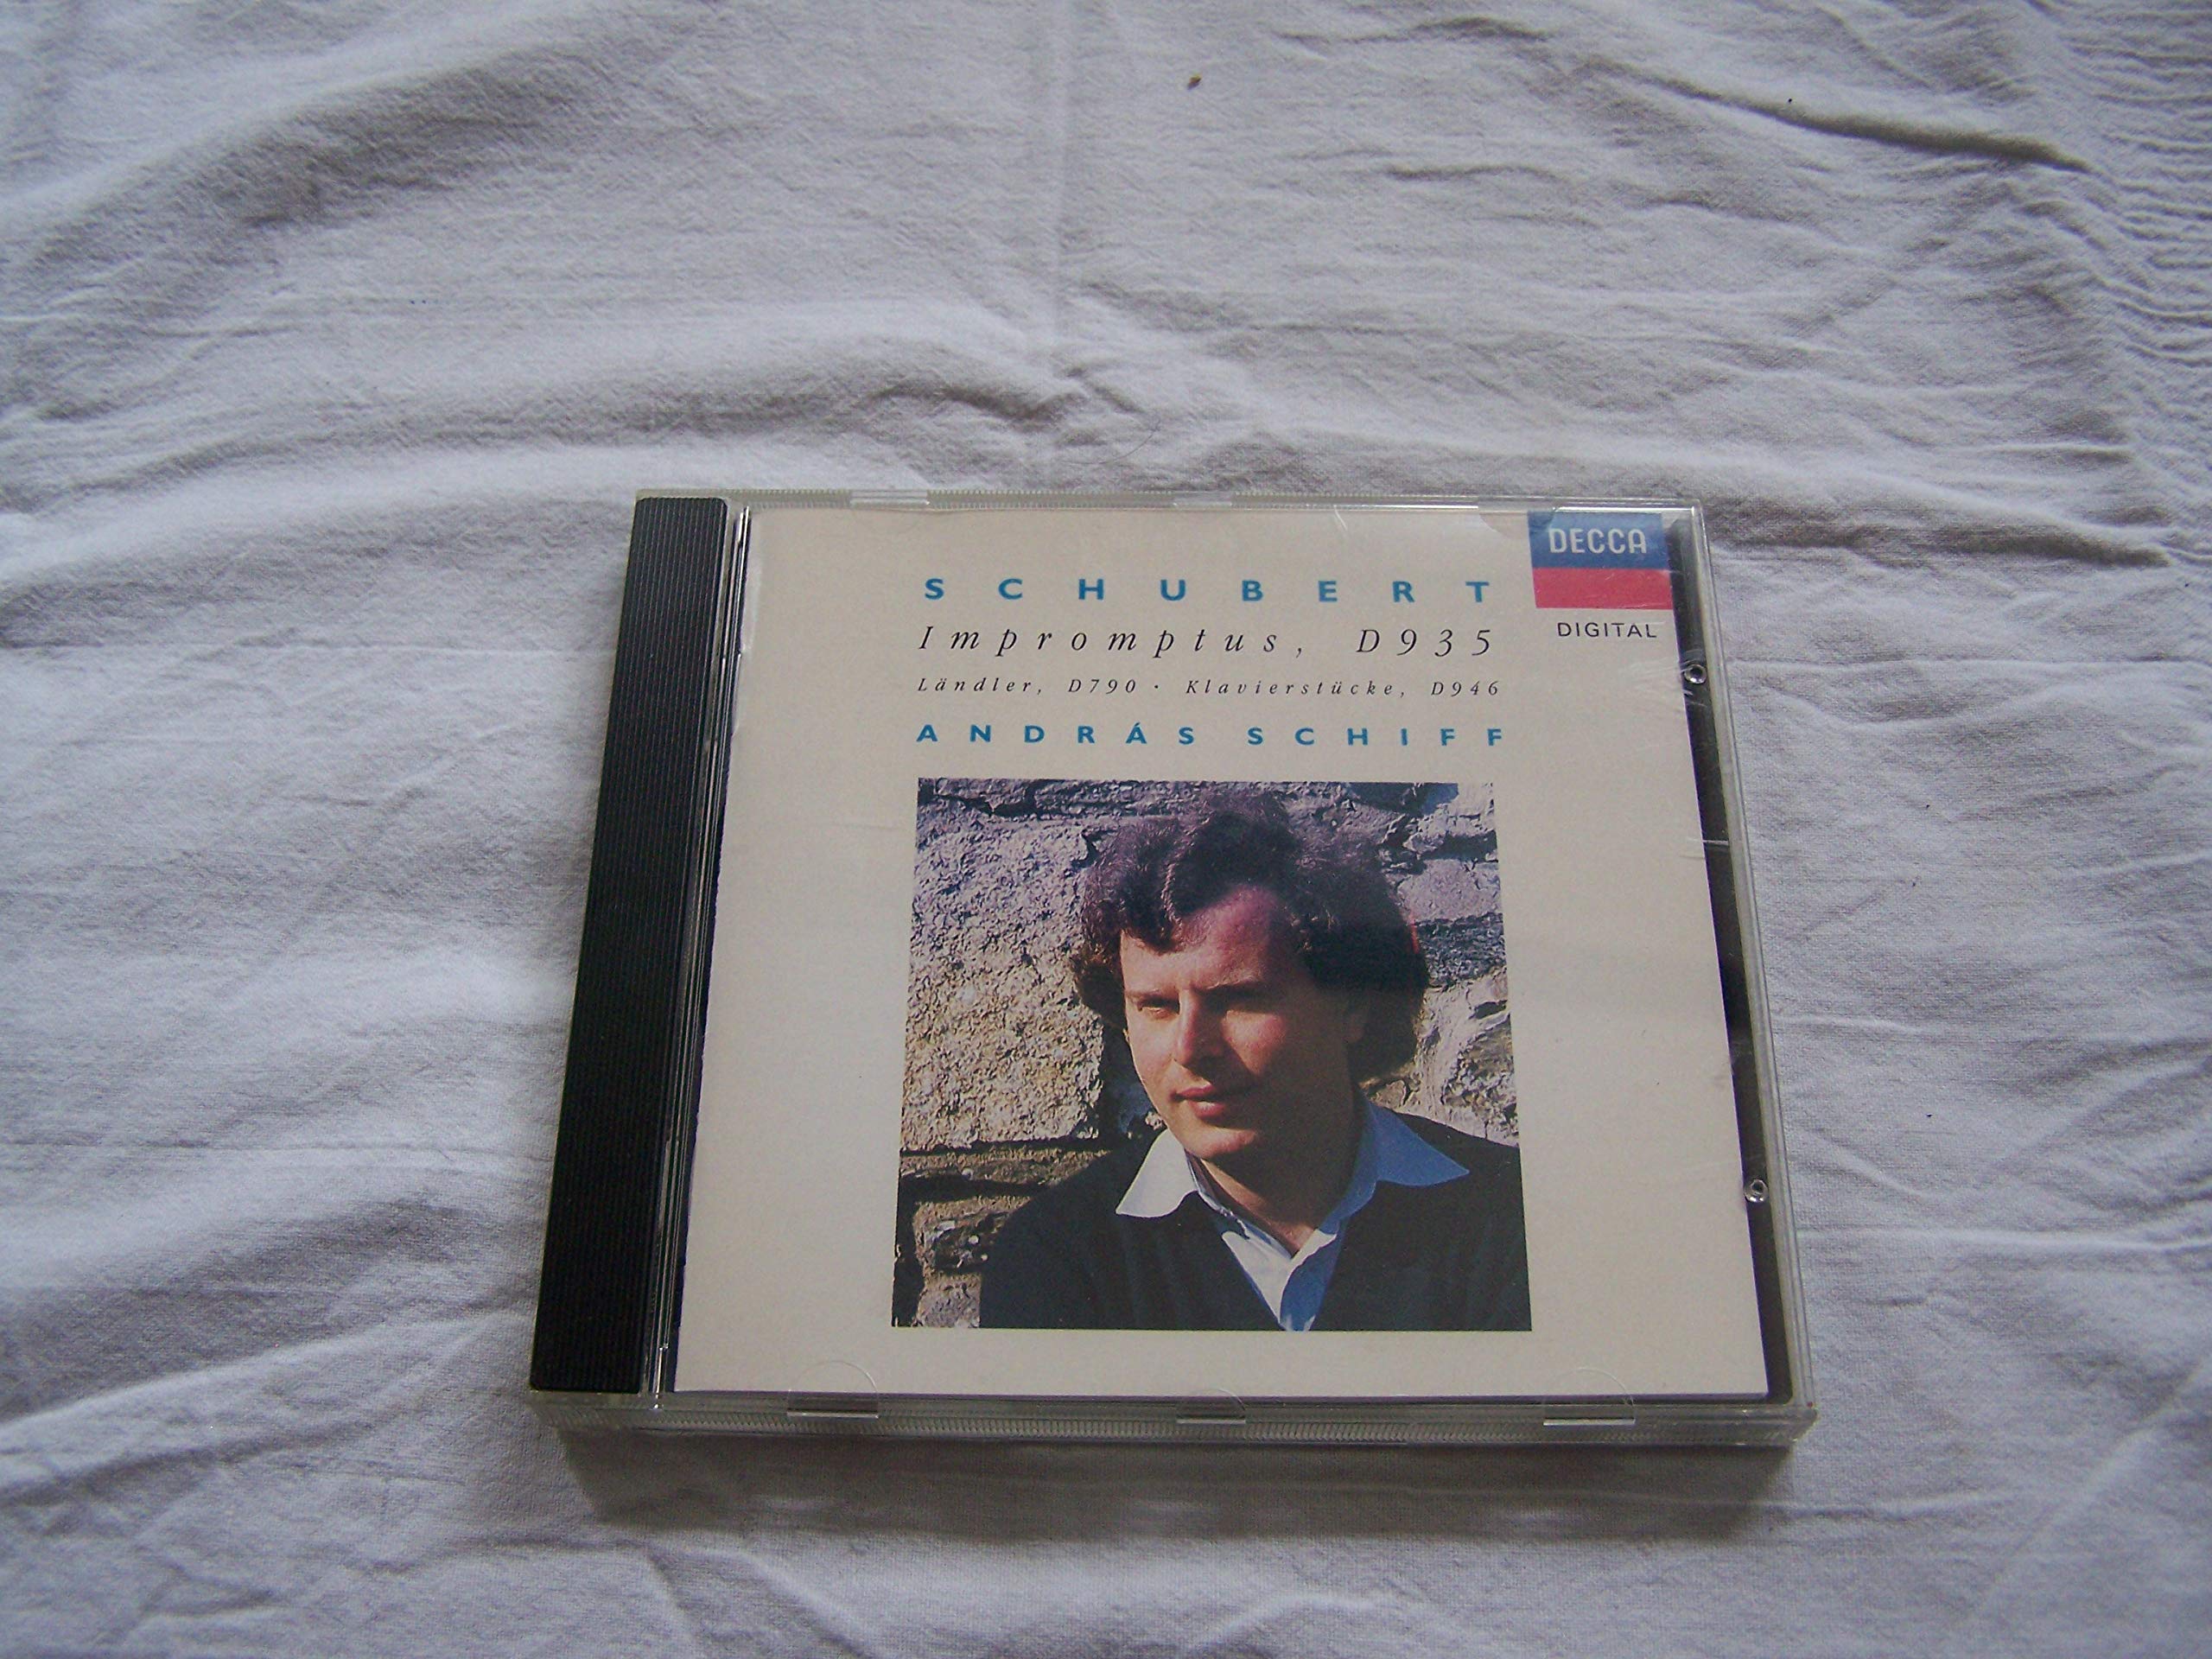 DECCA
SCHUBERT
Impromptus, D935
DIGITAL
Ländler, D790 · Klavierstücke, D946
ANDRÁS SCHIFF